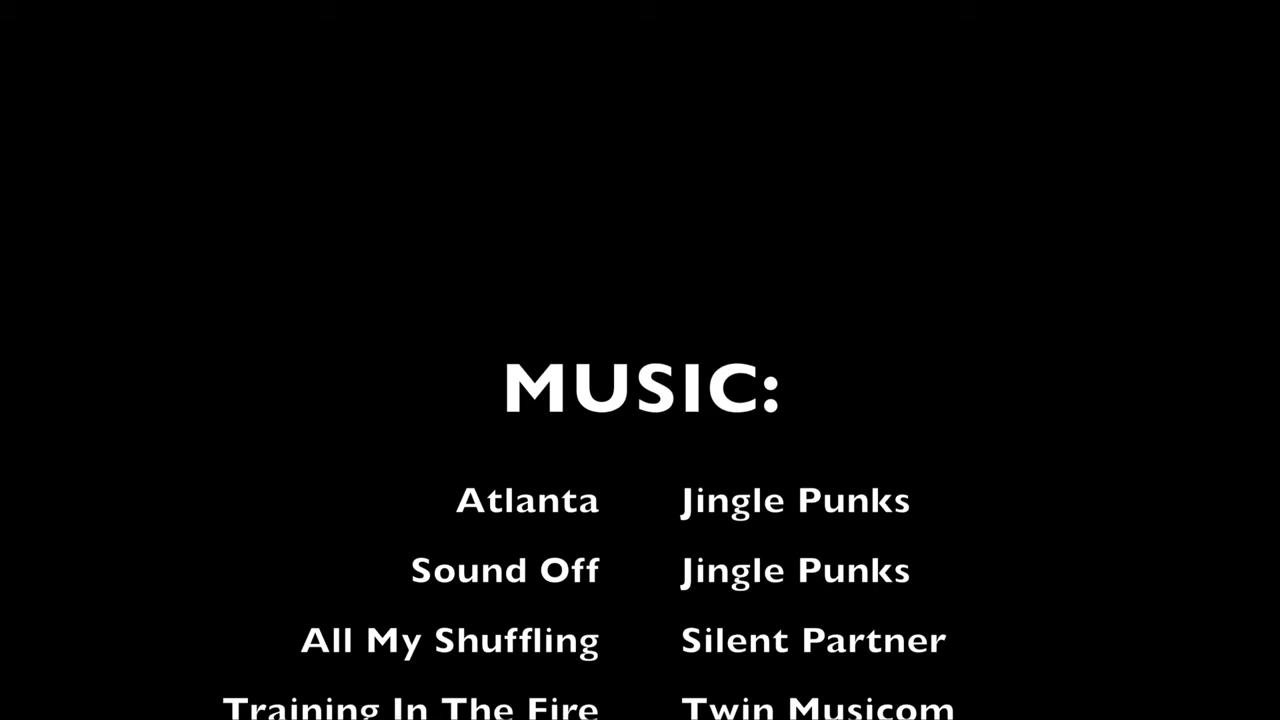 MUSIC:
Atlanta Jingle Punks
Sound Off Jingle Punks
All My Shuffling Silent Partner
Training In The Fire Twin Musicom